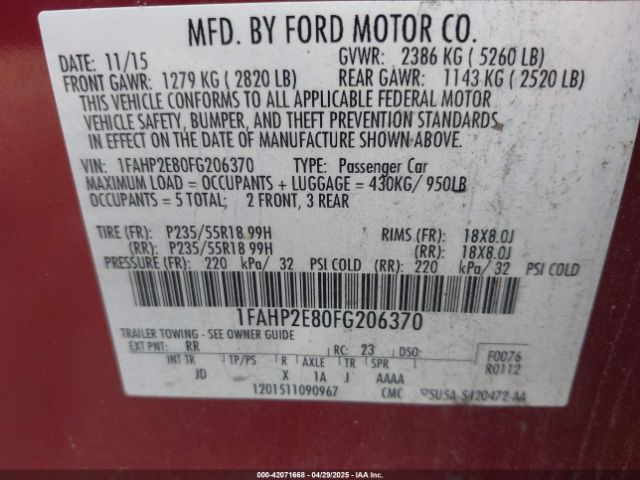 MFD. BY FORD MOTOR CO.
DATE: 11/15 GVWR: 2386 KG ( 5260 LB)
FRONT GAWR: 1279 KG ( 2820 LB) REAR GAWR: 1143 KG ( 2520 LB)
THIS VEHICLE CONFORMS TO ALL APPLICABLE FEDERAL MOTOR
VEHICLE SAFETY, BUMPER, AND THEFT PREVENTION STANDARDS
IN EFFECT ON THE DATE OF MANUFACTURE SHOWN ABOVE.
VIN: 1FAHP2E80FG206370 TYPE: Passenger Car
MAXIMUM LOAD = OCCUPANTS + LUGGAGE = 430KG/ 950LB
OCCUPANTS = 5 TOTAL; 2 FRONT, 3 REAR
TIRE (FR): P235/55R18 99H RIMS (FR): 18X8.0J
(RR): P235/55R18 99H (RR): 18X8.0J
PRESSURE (FR): 220 kPa/ 32 PSI COLD (RR): 220 kPa/ 32 PSI COLD
1FAHP2E80FG206370
TRAILER TOWING - SEE OWNER GUIDE
EXT PNT: RR RC: 23 DSO: F0076
INT TR TP/PS R AXLE TR SPR R0112
JD X 1A J AAAA
1201511090967 CMC SU5A-5420472-AA
000-42071668 - 04/29/2025 - IAAI.COM